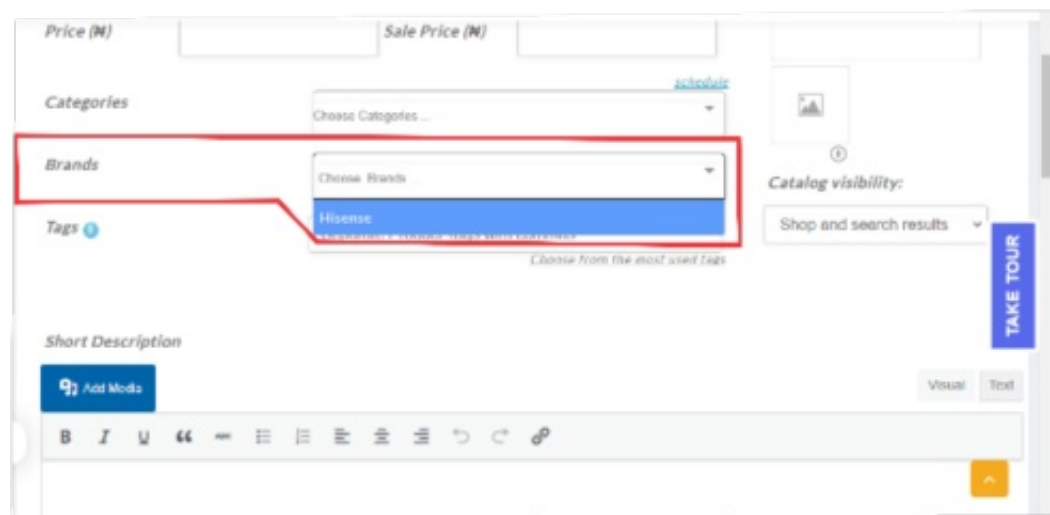 Price (₦)
Sale Price (₦)
schedule
Categories
Choose Categories ...
Brands
Choose Brands ...
Catalog visibility:
Hisense
Tags
Shop and search results
Choose from the most used tags
TAKE TOUR
Short Description
Add Media
Visual
Text
B I U